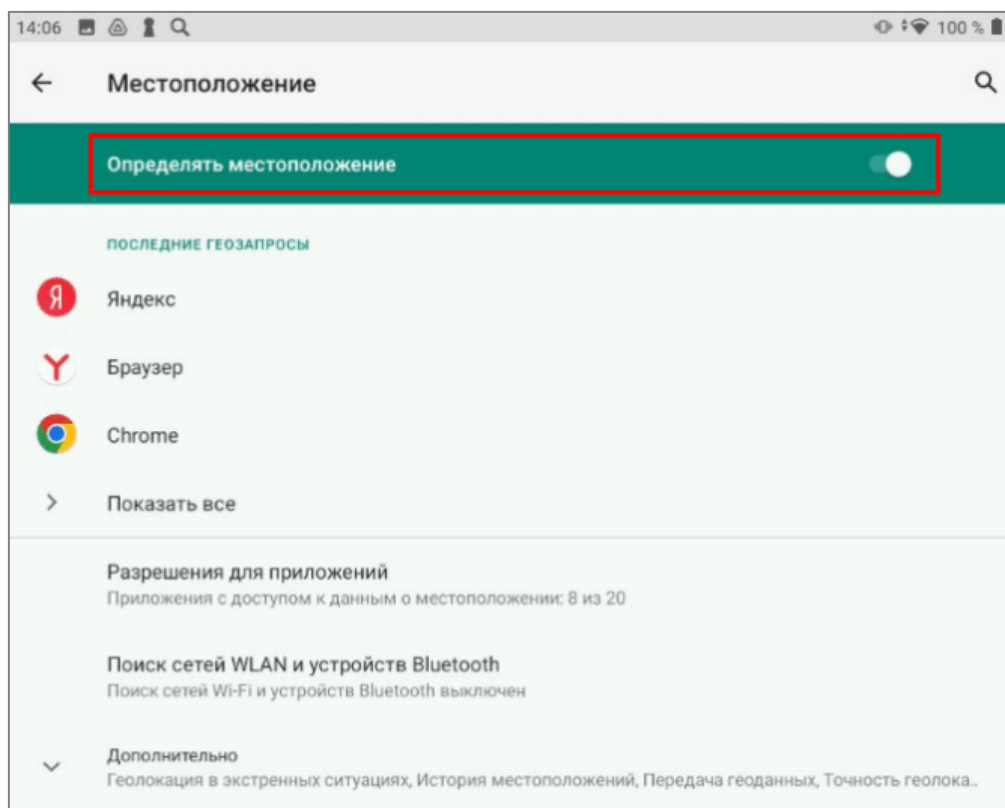 14:06 100 %
Местоположение
Определять местоположение
ПОСЛЕДНИЕ ГЕОЗАПРОСЫ
Я
Яндекс
Y
Браузер
Chrome
Показать все
Разрешения для приложений
Приложения с доступом к данным о местоположении: 8 из 20
Поиск сетей WLAN и устройств Bluetooth
Поиск сетей Wi-Fi и устройств Bluetooth выключен
Дополнительно
Геолокация в экстренных ситуациях, История местоположений, Передача геоданных, Точность геолока..